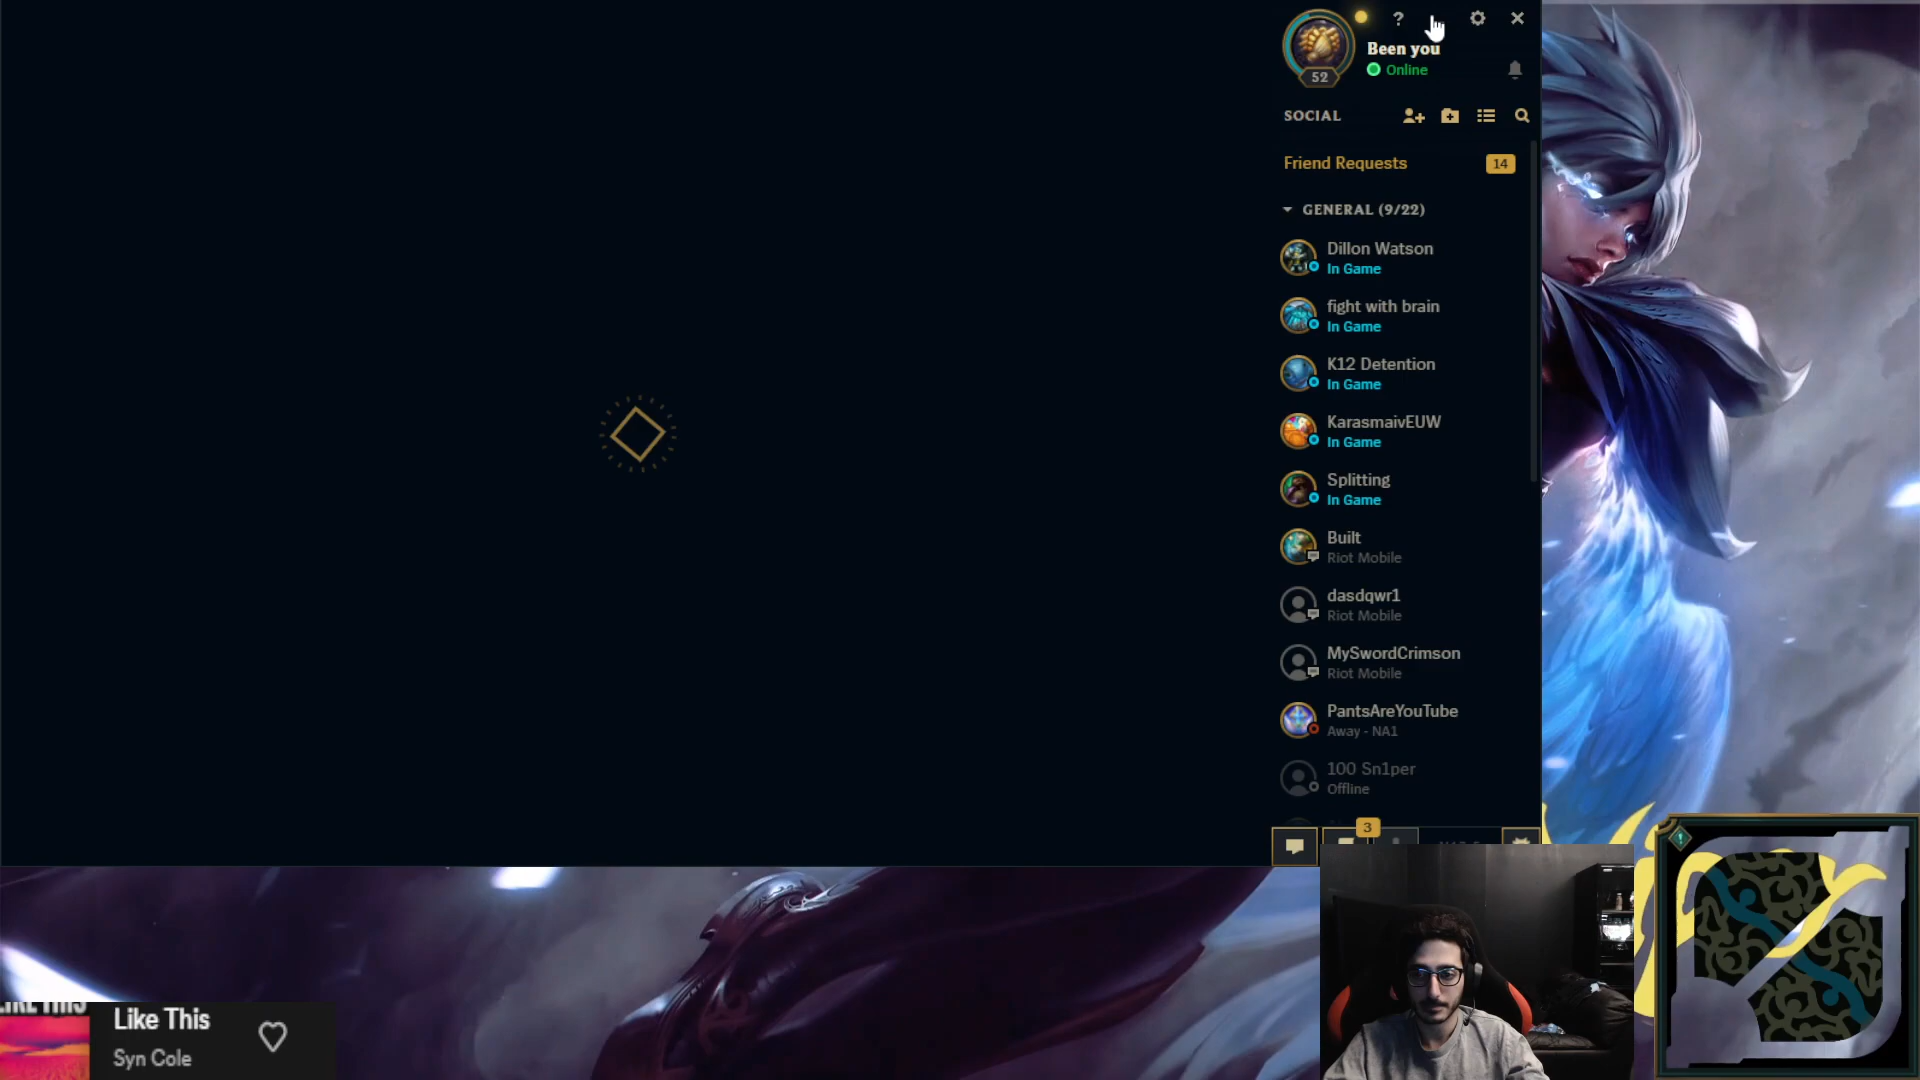 ?
Been you
52
Online
SOCIAL
Friend Requests
14
GENERAL (9/22)
Dillon Watson
In Game
fight with brain
In Game
K12 Detention
In Game
KarasmaivEUW
In Game
Splitting
In Game
Built
Riot Mobile
dasdqwr1
Riot Mobile
MySwordCrimson
Riot Mobile
PantsAreYouTube
Away - NA1
100 Sn1per
Offline
3
LIKE THIS
Like This
Syn Cole